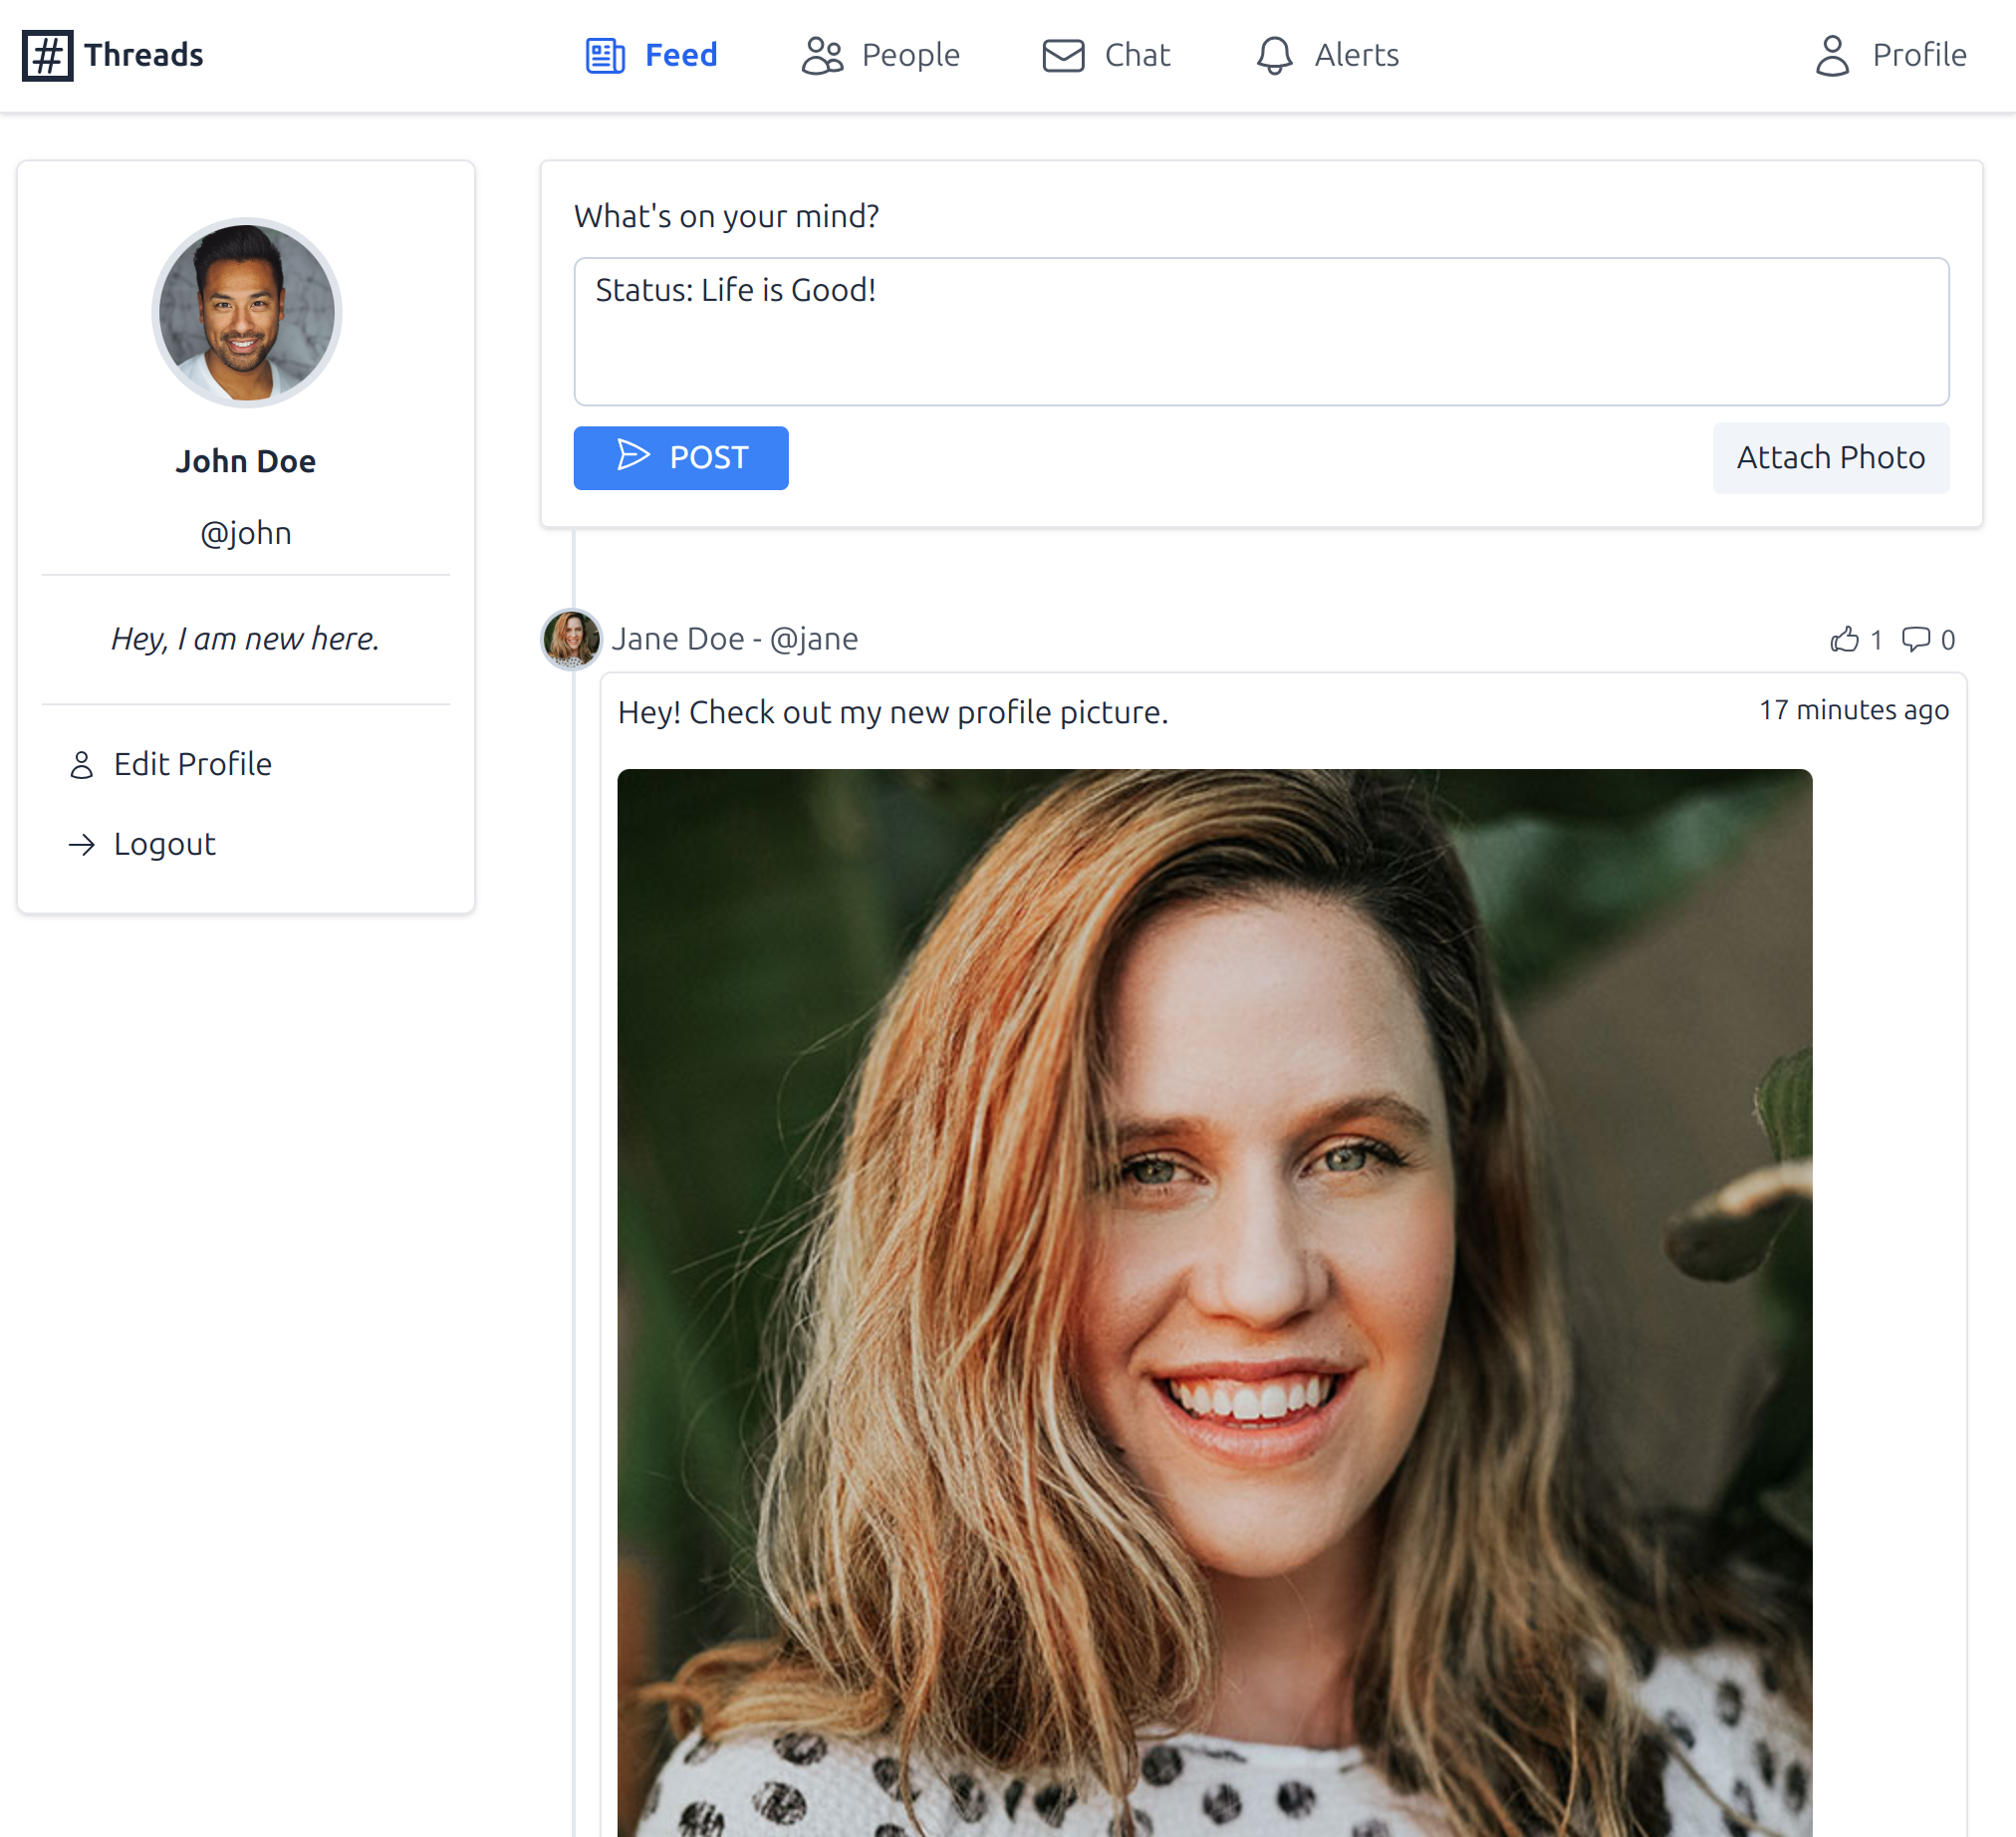 # Threads
Feed
People
Chat
Alerts
Profile
John Doe
@john
Hey, I am new here.
Edit Profile
Logout
What's on your mind?
Status: Life is Good!
POST
Attach Photo
Jane Doe - @jane
1
0
Hey! Check out my new profile picture.
17 minutes ago